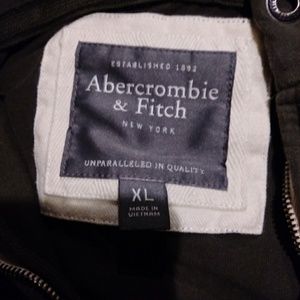 ESTABLISHED 1892
Abercrombie
& Fitch
NEW YORK
UNPARALLELED IN QUALITY
XL
MADE IN
VIETNAM